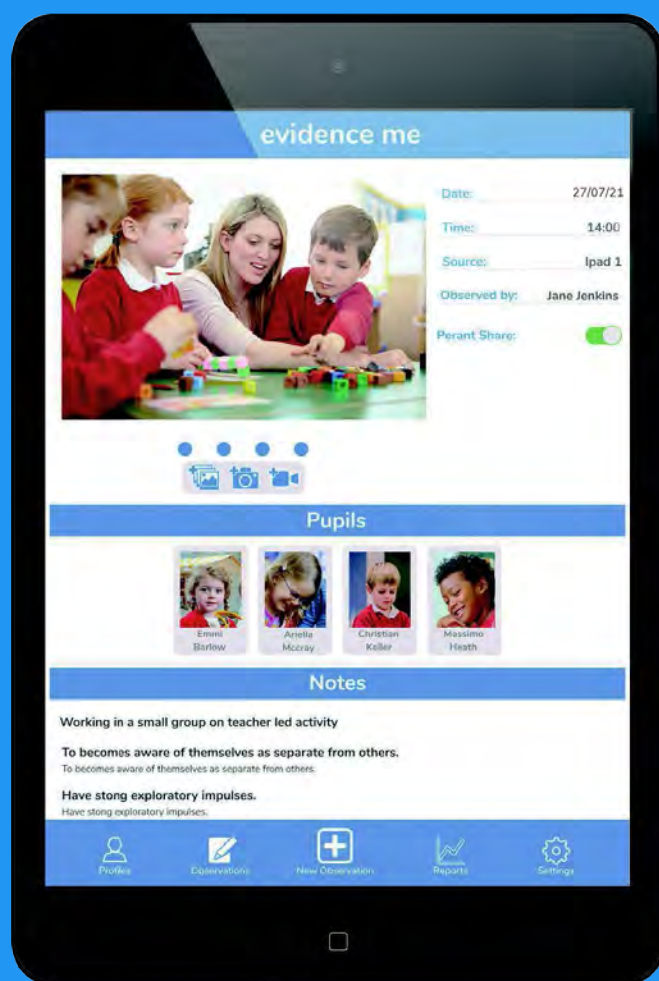 evidence me
Date: 27/07/21
Time: 14:00
Source: Ipad 1
Observed by: Jane Jenkins
Perant Share:
Pupils
Emmi
Barlow
Ariella
Mccray
Christian
Keller
Massimo
Heath
Notes
Working in a small group on teacher led activity
To becomes aware of themselves as separate from others.
To becomes aware of themselves as separate from others.
Have stong exploratory impulses.
Have stong exploratory impulses.
Profiles
Observations
New Observation
Reports
Settings